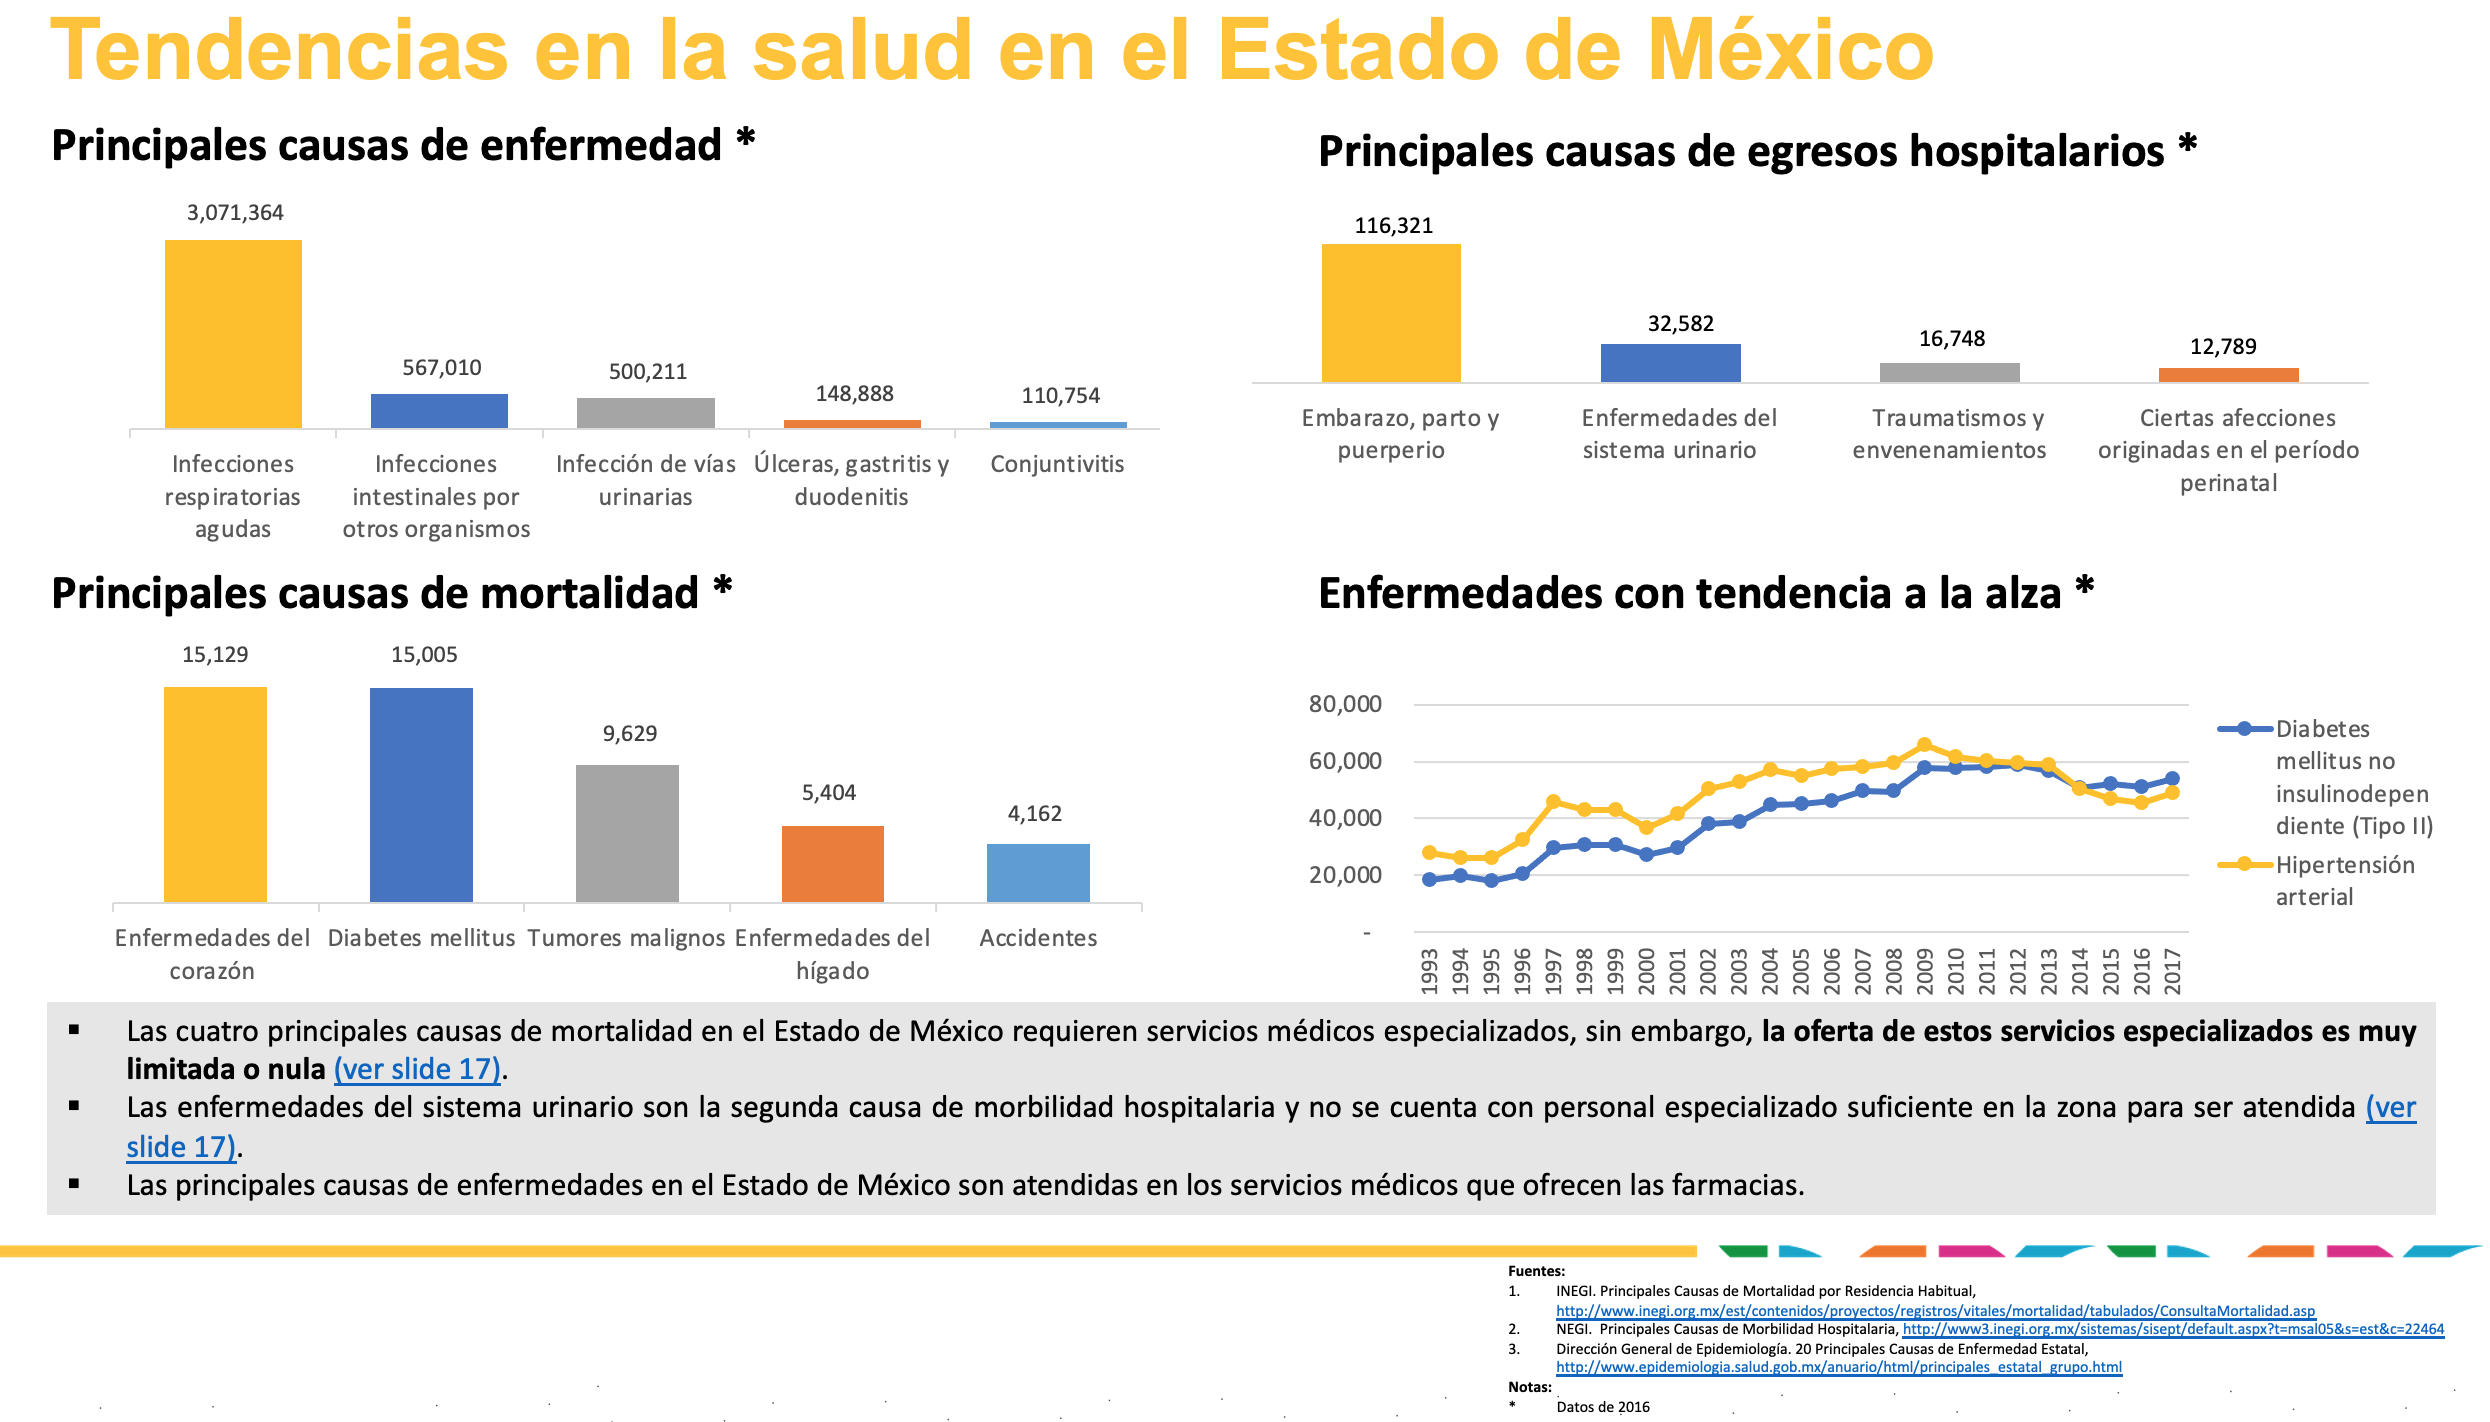 Tendencias en la salud en el Estado de México
Principales causas de enfermedad *
3,071,364
567,010
500,211
148,888
110,754
Infecciones
respiratorias
agudas
Infecciones
intestinales por
otros organismos
Infección de vías
urinarias
Úlceras, gastritis y
duodenitis
Conjuntivitis
Principales causas de egresos hospitalarios *
116,321
32,582
16,748
12,789
Embarazo, parto y
puerperio
Enfermedades del
sistema urinario
Traumatismos y
envenenamientos
Ciertas afecciones
originadas en el período
perinatal
Principales causas de mortalidad *
15,129
15,005
9,629
5,404
4,162
Enfermedades del
corazón
Diabetes mellitus
Tumores malignos
Enfermedades del
hígado
Accidentes
Enfermedades con tendencia a la alza *
80,000
60,000
40,000
20,000
-
1993
1994
1995
1996
1997
1998
1999
2000
2001
2002
2003
2004
2005
2006
2007
2008
2009
2010
2011
2012
2013
2014
2015
2016
2017
Diabetes
mellitus no
insulinodepen
diente (Tipo II)
Hipertensión
arterial
▪ Las cuatro principales causas de mortalidad en el Estado de México requieren servicios médicos especializados, sin embargo, la oferta de estos servicios especializados es muy
limitada o nula (ver slide 17).
▪ Las enfermedades del sistema urinario son la segunda causa de morbilidad hospitalaria y no se cuenta con personal especializado suficiente en la zona para ser atendida (ver
slide 17).
▪ Las principales causas de enfermedades en el Estado de México son atendidas en los servicios médicos que ofrecen las farmacias.
Fuentes:
1. INEGI. Principales Causas de Mortalidad por Residencia Habitual,
http://www.inegi.org.mx/est/contenidos/proyectos/registros/vitales/mortalidad/tabulados/ConsultaMortalidad.asp
2. NEGI. Principales Causas de Morbilidad Hospitalaria, http://www3.inegi.org.mx/sistemas/sisept/default.aspx?t=msal05&s=est&c=22464
3. Dirección General de Epidemiología. 20 Principales Causas de Enfermedad Estatal,
http://www.epidemiologia.salud.gob.mx/anuario/html/principales_estatal_grupo.html
Notas:
* Datos de 2016